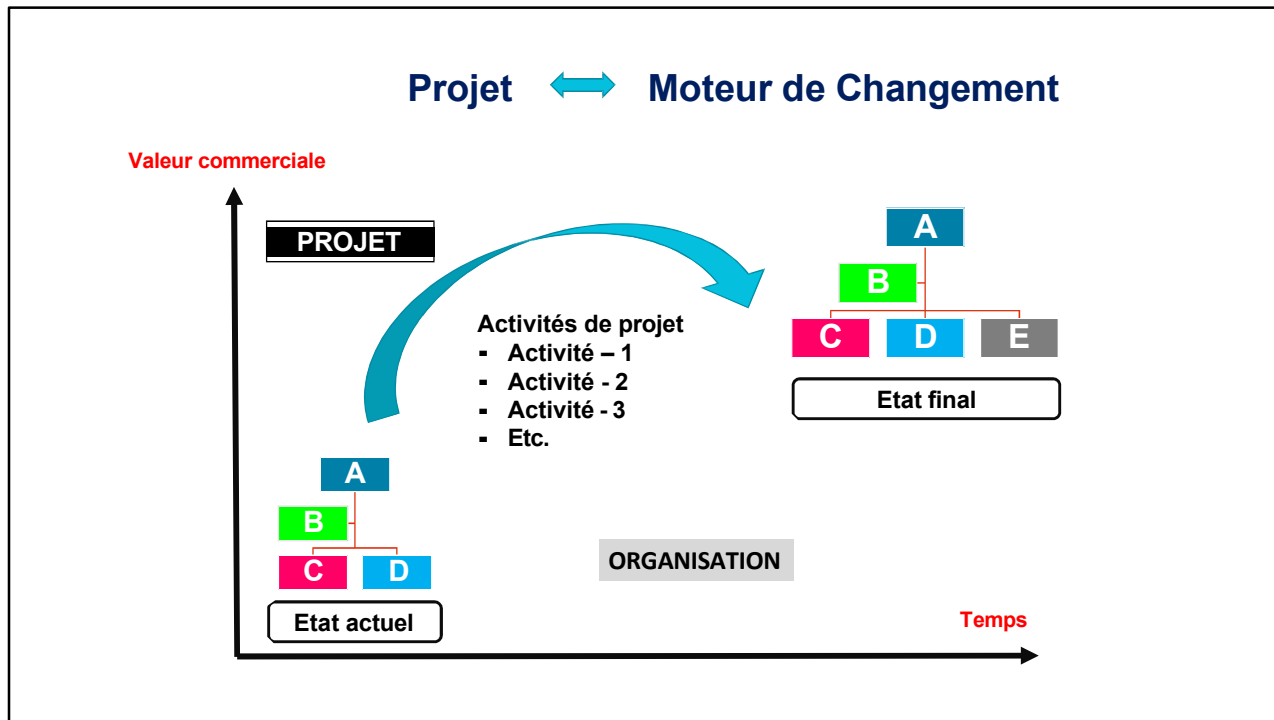 Projet Moteur de Changement
Valeur commerciale
PROJET
A
B
C D E
Etat final
Activités de projet
- Activité – 1
- Activité - 2
- Activité - 3
- Etc.
A
B
C D
Etat actuel
ORGANISATION
Temps